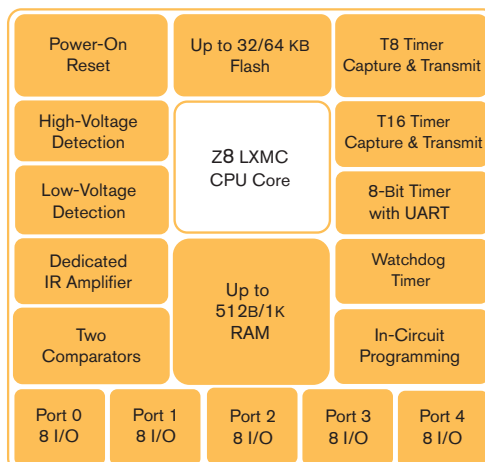 Power-On
Reset
Up to 32/64 KB
Flash
T8 Timer
Capture & Transmit
High-Voltage
Detection
Z8 LXMC
CPU Core
T16 Timer
Capture & Transmit
Low-Voltage
Detection
8-Bit Timer
with UART
Dedicated
IR Amplifier
Up to
512B/1K
RAM
Watchdog
Timer
Two
Comparators
In-Circuit
Programming
Port 0
8 I/O
Port 1
8 I/O
Port 2
8 I/O
Port 3
8 I/O
Port 4
8 I/O